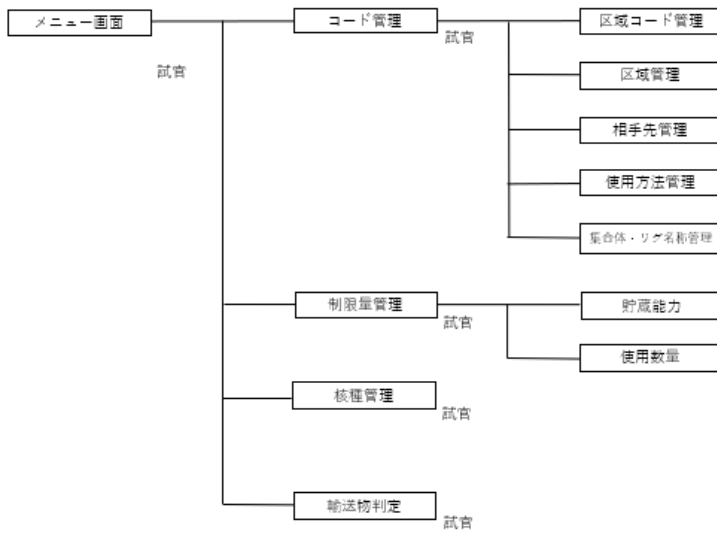 メニュー画面
試官
コード管理
試官
区域コード管理
区域管理
相手先管理
使用方法管理
集合体・リグ名称管理
制限量管理
試官
貯蔵能力
使用数量
核種管理
試官
輸送物判定
試官